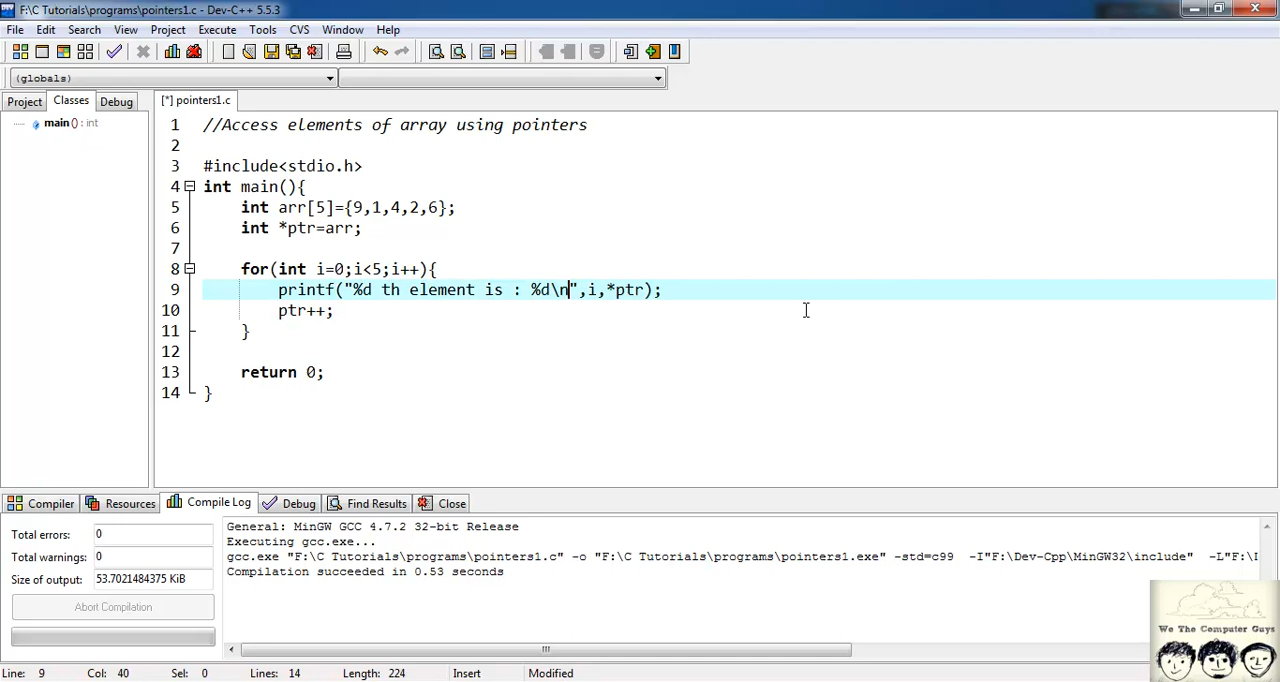 F:\C Tutorials\programs\pointers1.c - Dev-C++ 5.5.3
File Edit Search View Project Execute Tools CVS Window Help
(globals)
Project Classes Debug
[*] pointers1.c
main () : int
1 //Access elements of array using pointers
2
3 #include<stdio.h>
4 int main(){
5 int arr[5]={9,1,4,2,6};
6 int *ptr=arr;
7
8 for(int i=0;i<5;i++){
9 printf("%d th element is : %d\n",i,*ptr);
10 ptr++;
11 }
12
13 return 0;
14 }
Compiler Resources Compile Log Debug Find Results Close
Total errors: 0
Total warnings: 0
Size of output: 53.7021484375 KiB
Abort Compilation
General: MinGW GCC 4.7.2 32-bit Release
Executing gcc.exe...
gcc.exe "F:\C Tutorials\programs\pointers1.c" -o "F:\C Tutorials\programs\pointers1.exe" -std=c99 -I"F:\Dev-Cpp\MinGW32\include" -L"F:\
Compilation succeeded in 0.53 seconds
We The Computer Guys
Line: 9 Col: 40 Sel: 0 Lines: 14 Length: 224 Insert Modified